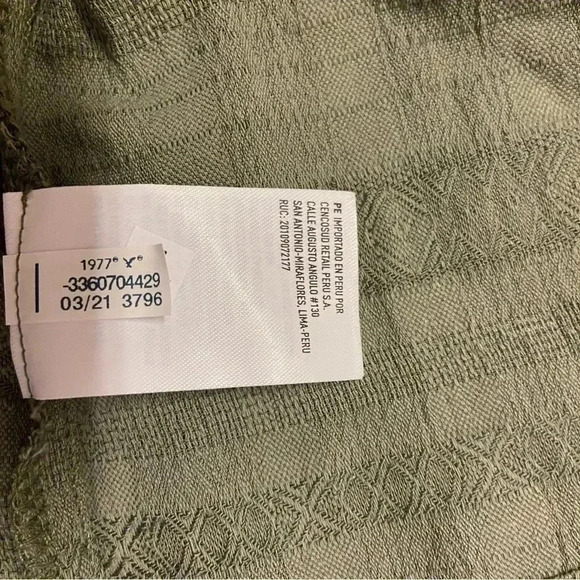 1977® X®
-3360704429
03/21 3796
PE IMPORTADO EN PERU POR
CENCOSUD RETAIL PERU S.A.
CALLE AUGUSTO ANGULO #130
SAN ANTONIO-MIRAFLORES, LIMA-PERU
RUC: 20109072177